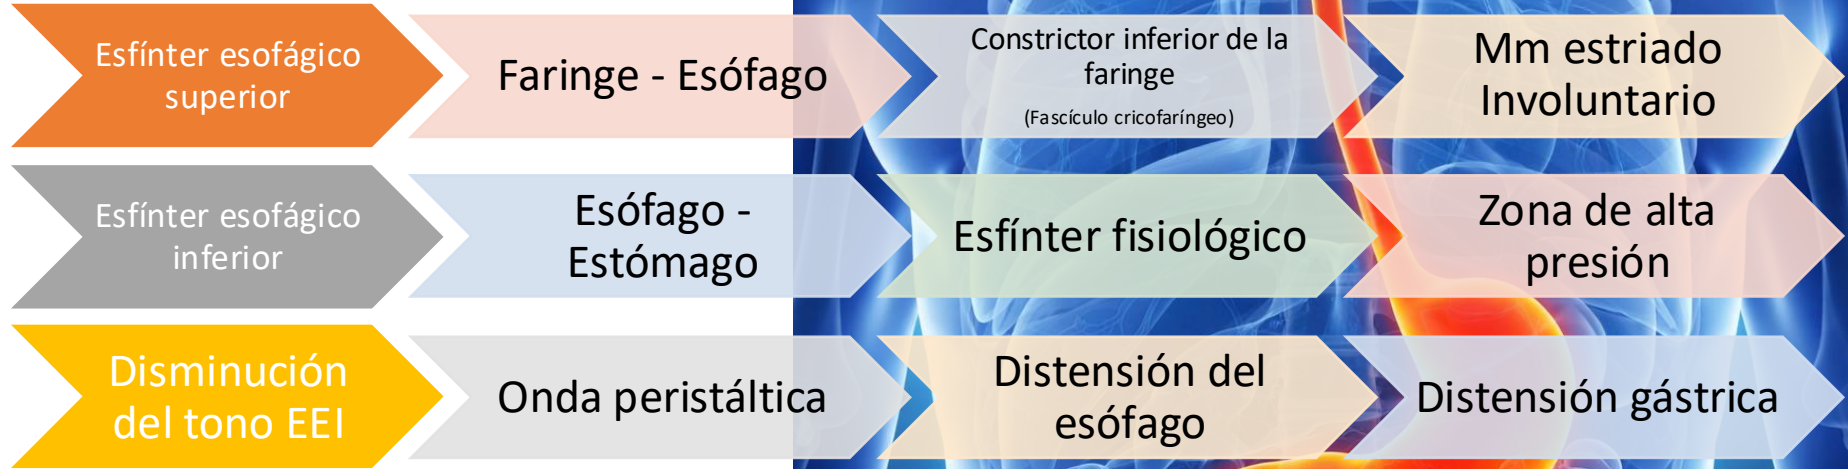 Esfínter esofágico
superior
Faringe - Esófago
Constrictor inferior de la
faringe
(Fascículo cricofaríngeo)
Mm estriado
Involuntario
Esfínter esofágico
inferior
Esófago -
Estómago
Esfínter fisiológico
Zona de alta
presión
Disminución
del tono EEI
Onda peristáltica
Distensión del
esófago
Distensión gástrica